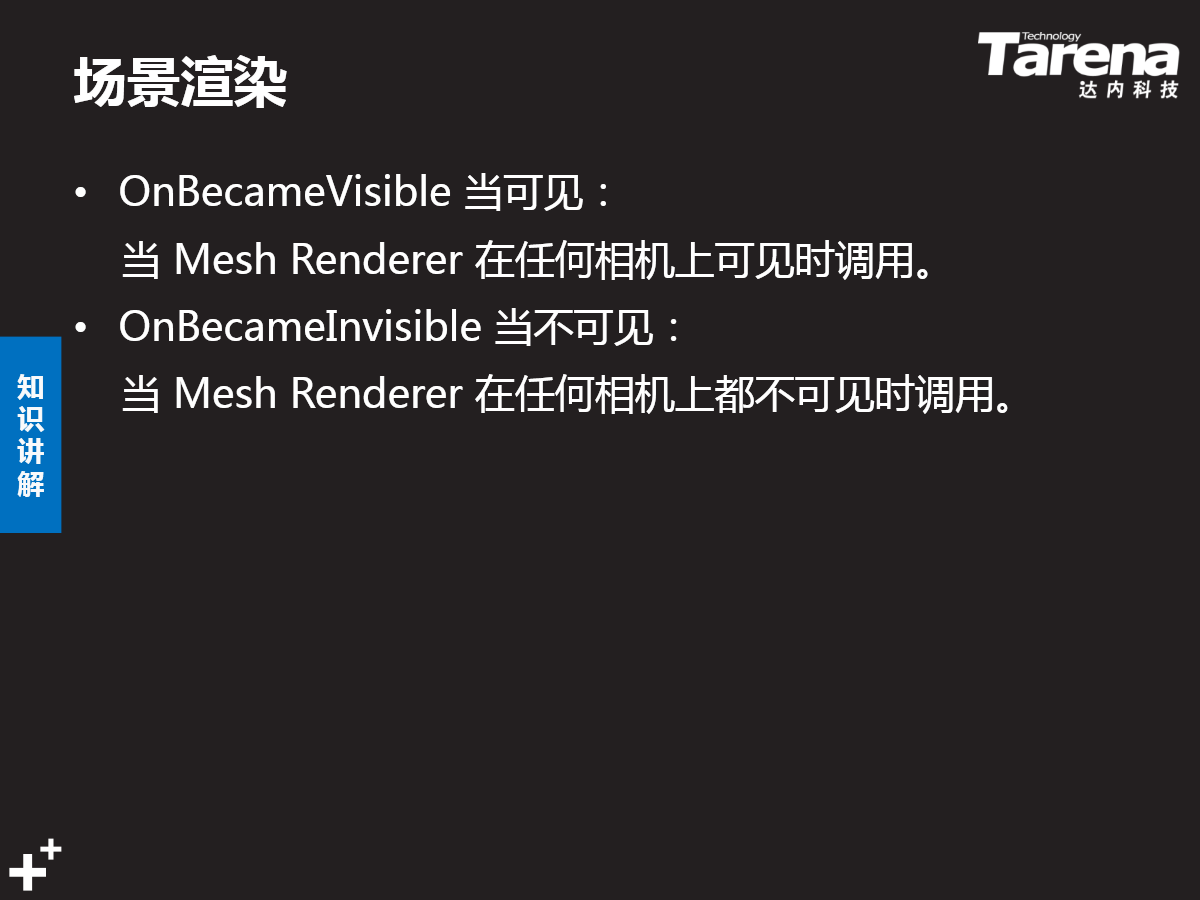 场景渲染
Technology
Tarena
达内科技
• OnBecameVisible 当可见：
当 Mesh Renderer 在任何相机上可见时调用。
• OnBecameInvisible 当不可见：
当 Mesh Renderer 在任何相机上都不可见时调用。
知
识
讲
解